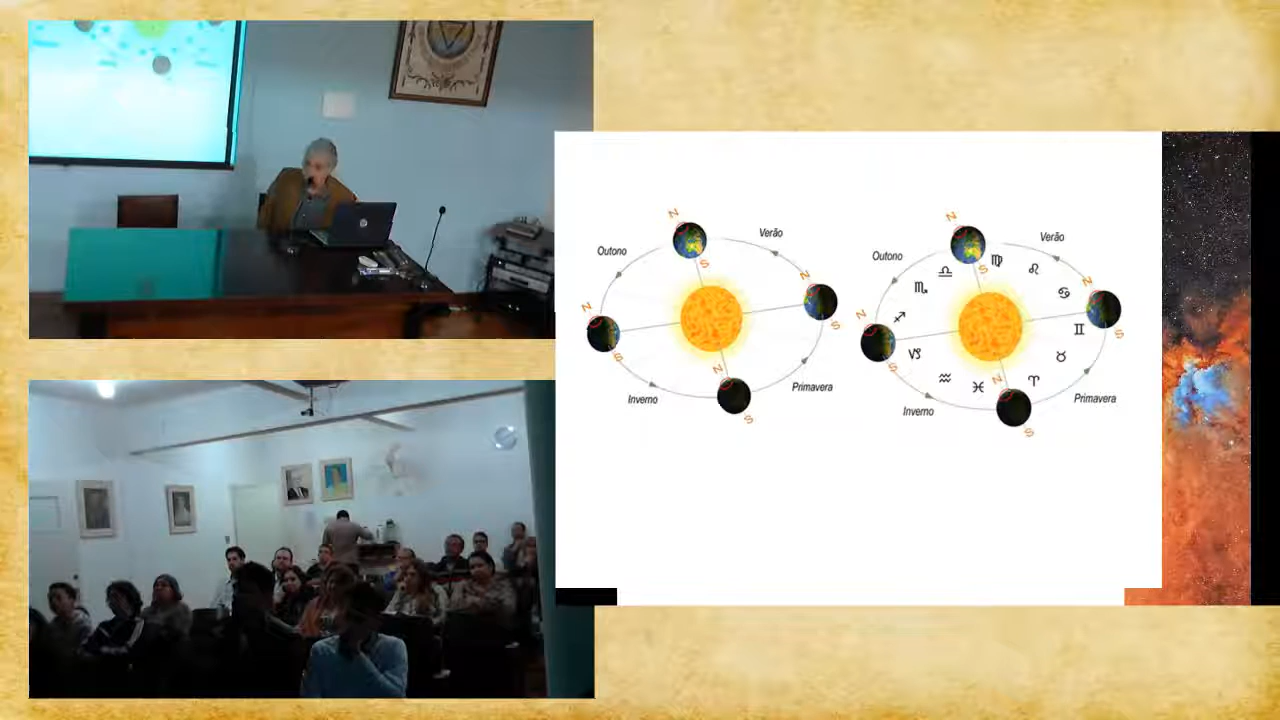 N
Outono
Verão
S
N
S
N
S
Inverno
N
Primavera
S
N
Outono
Verão
S
♍
♎
♌
♏
♋
N
S
N
♐
♊
S
♑
♉
♒
♓
N
♈
Inverno
Primavera
S